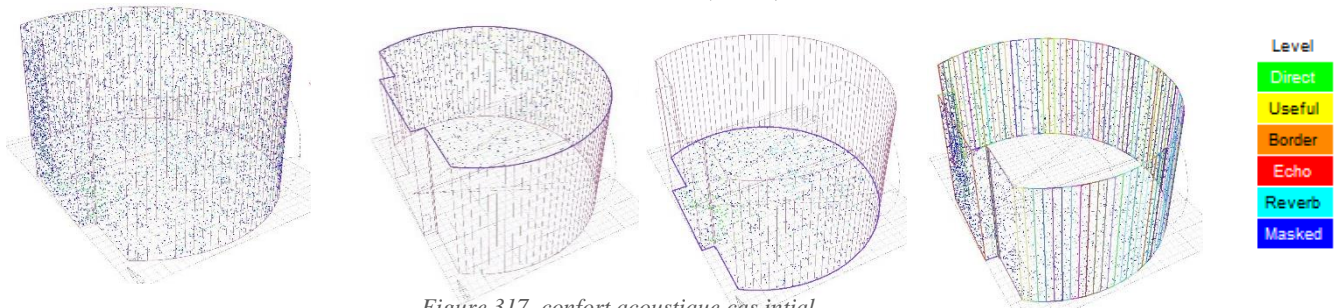 Level
Direct
Useful
Border
Echo
Reverb
Masked
Figure 317. confort acoustique cas intial